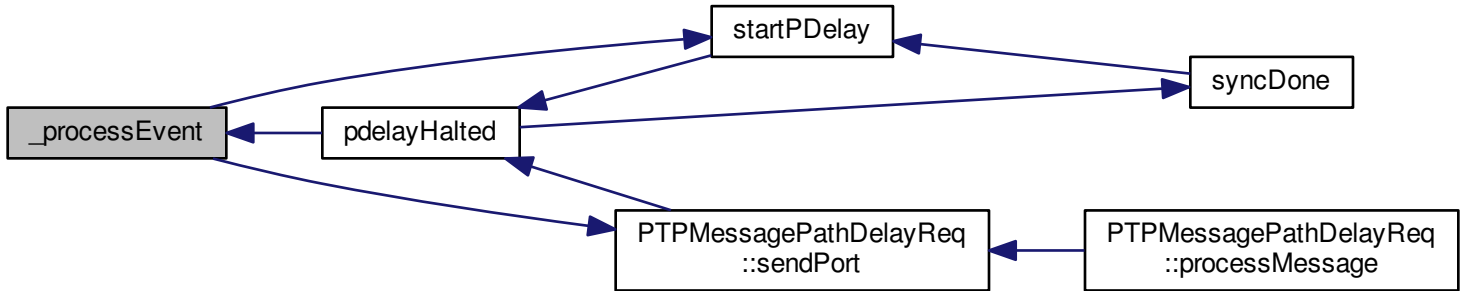 startPDelay
syncDone
_processEvent
pdelayHalted
PTPMessagePathDelayReq
::sendPort
PTPMessagePathDelayReq
::processMessage